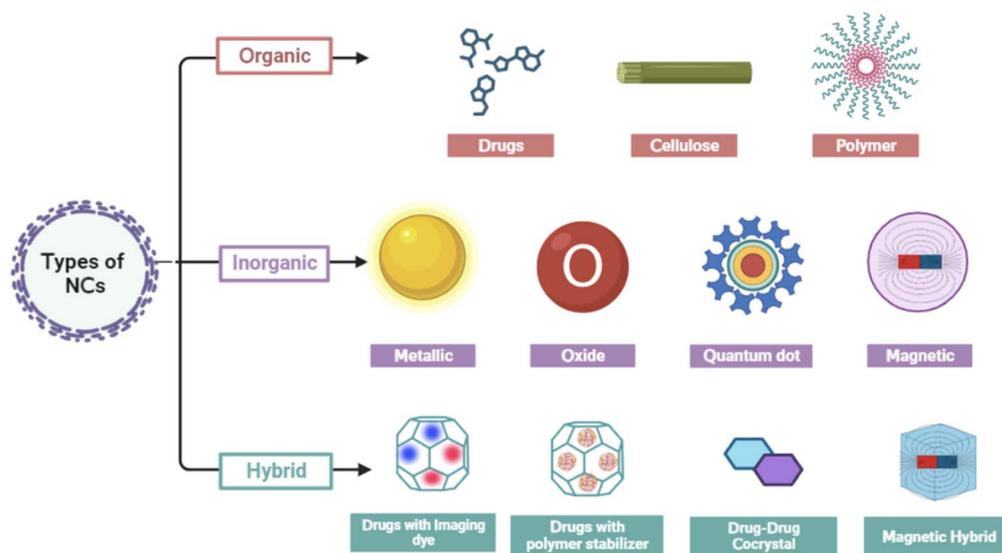 Organic
Drugs
Cellulose
Polymer
Types of
NCs
Inorganic
O
Metallic
Oxide
Quantum dot
Magnetic
Hybrid
Drugs with Imaging
dye
Drugs with
polymer stabilizer
Drug-Drug
Cocrystal
Magnetic Hybrid